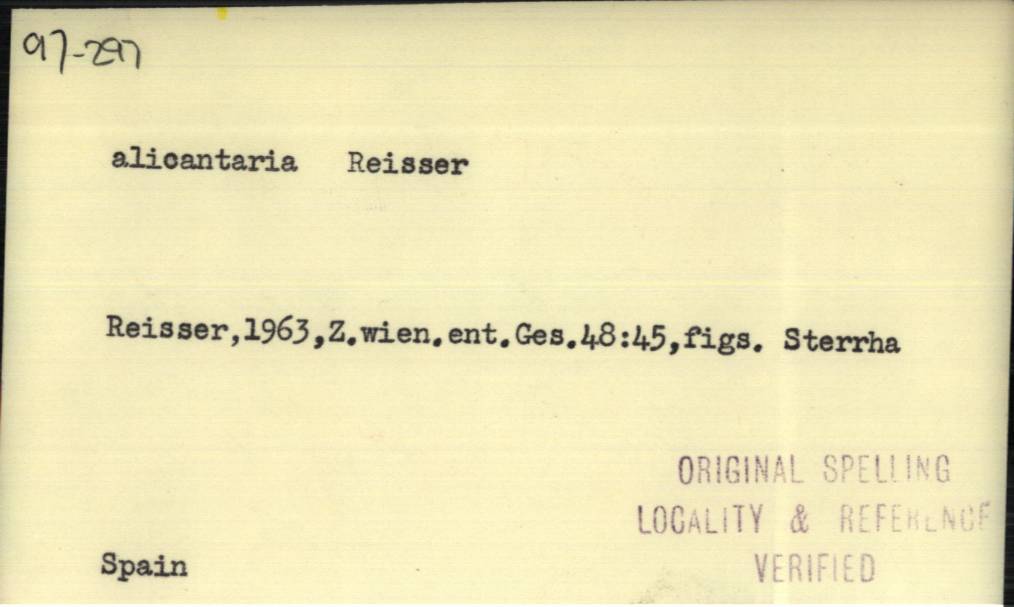 97-297
alicantaria Reisser
Reisser,1963,Z.wien.ent.Ges.48:45,figs. Sterrha
ORIGINAL SPELLING
LOCALITY & REFERENCE
VERIFIED
Spain